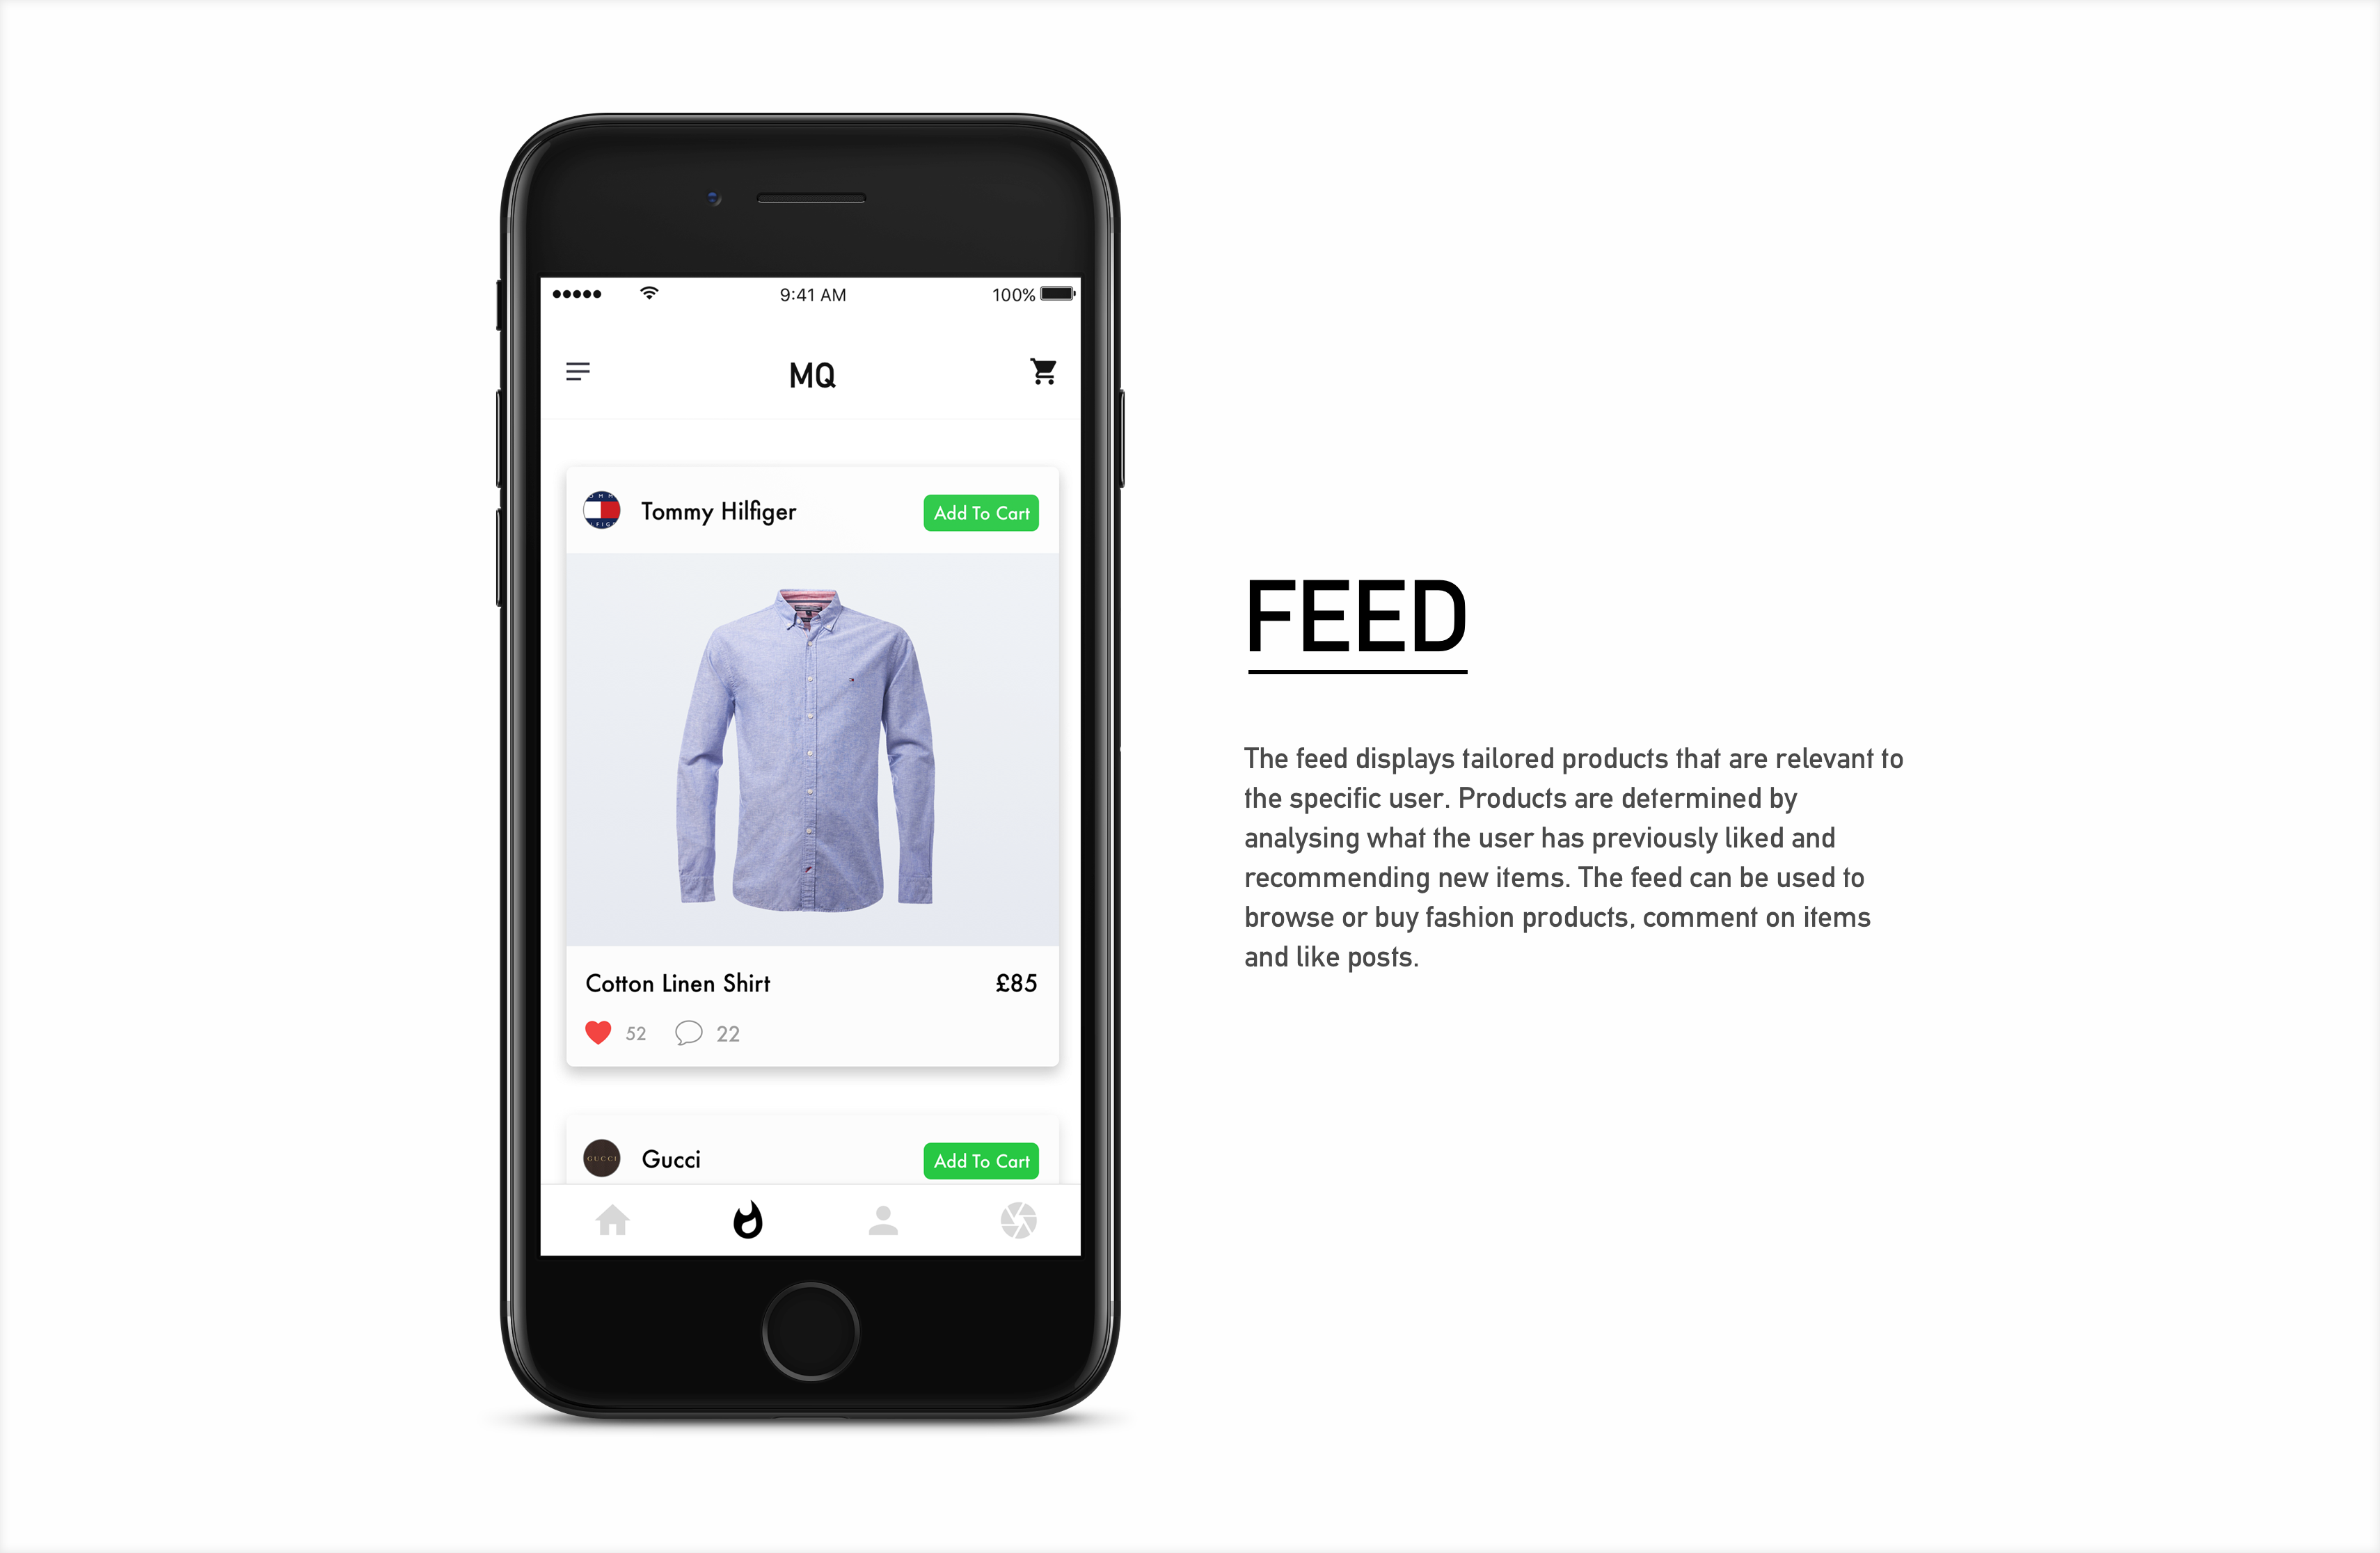 9:41 AM
100%
MQ
Tommy Hilfiger
Add To Cart
Cotton Linen Shirt
£85
52
22
GUCCI
Gucci
Add To Cart
FEED
The feed displays tailored products that are relevant to
the specific user. Products are determined by
analysing what the user has previously liked and
recommending new items. The feed can be used to
browse or buy fashion products, comment on items
and like posts.